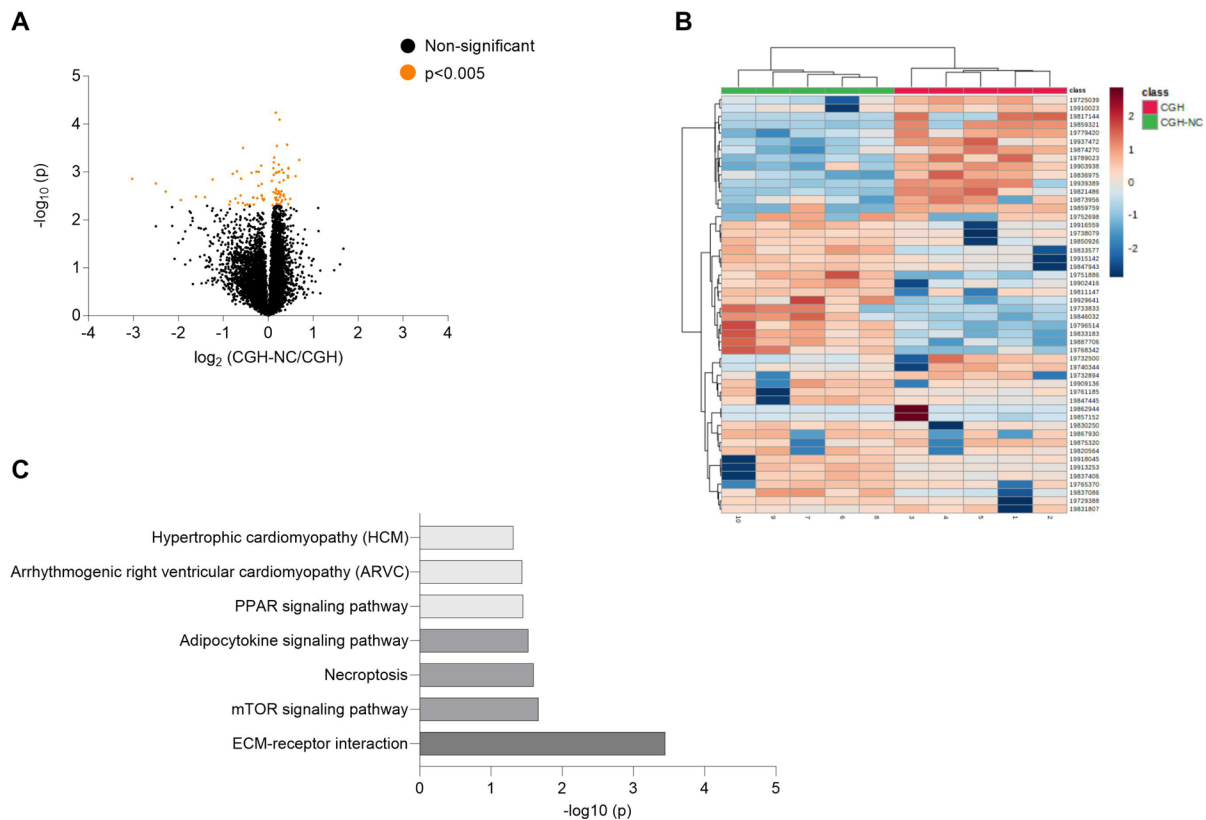 A
Non-significant
p<0.005
5
4
3
2
1
0
-log10 (p)
-4 -3 -2 -1 0 1 2 3 4
log2 (CGH-NC/CGH)
B
class
class
CGH
CGH-NC
2
1
0
-1
-2
19725039
19910023
19817144
19859321
19779420
19937472
19874270
19789023
19903938
19836975
19939389
19821486
19873956
19859759
19752698
19916559
19738079
19850926
19833577
19915142
19847943
19751886
19902416
19811147
19929641
19733833
19846032
19796514
19833183
19887706
19768342
19732500
19740344
19732894
19909136
19761185
19847445
19862944
19857152
19830250
19867930
19875320
19820564
19918045
19913253
19837406
19765370
19837086
19729388
19831807
10 9 7 6 8 3 4 5 1 2
C
Hypertrophic cardiomyopathy (HCM)
Arrhythmogenic right ventricular cardiomyopathy (ARVC)
PPAR signaling pathway
Adipocytokine signaling pathway
Necroptosis
mTOR signaling pathway
ECM-receptor interaction
0 1 2 3 4 5
-log10 (p)